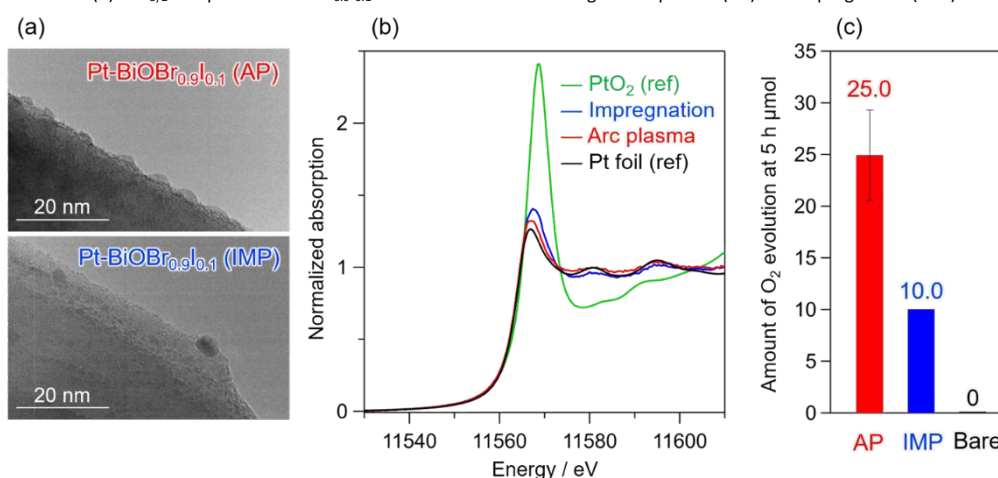 (a)
Pt-BiOBr0.9I0.1 (AP)
20 nm
Pt-BiOBr0.9I0.1 (IMP)
20 nm
(b)
Normalized absorption
2
1
0
PtO2 (ref)
Impregnation
Arc plasma
Pt foil (ref)
11540
11560
11580
11600
Energy / eV
(c)
Amount of O2 evolution at 5 h μmol
35
30
25
20
15
10
5
0
25.0
10.0
0
AP
IMP
Bare